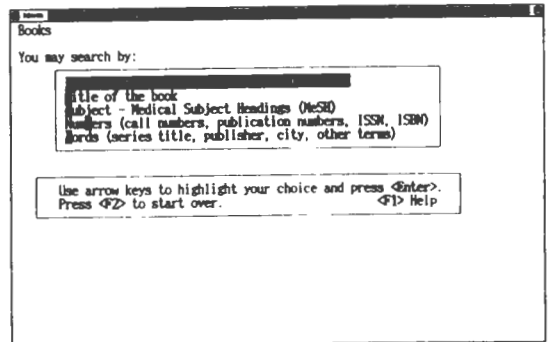 Books
You may search by:
Title of the book
Subject - Medical Subject Headings (MeSH)
Numbers (call numbers, publication numbers, ISSN, ISBN)
Words (series title, publisher, city, other terms)
Use arrow keys to highlight your choice and press <Enter>.
Press <F2> to start over. <F1> Help